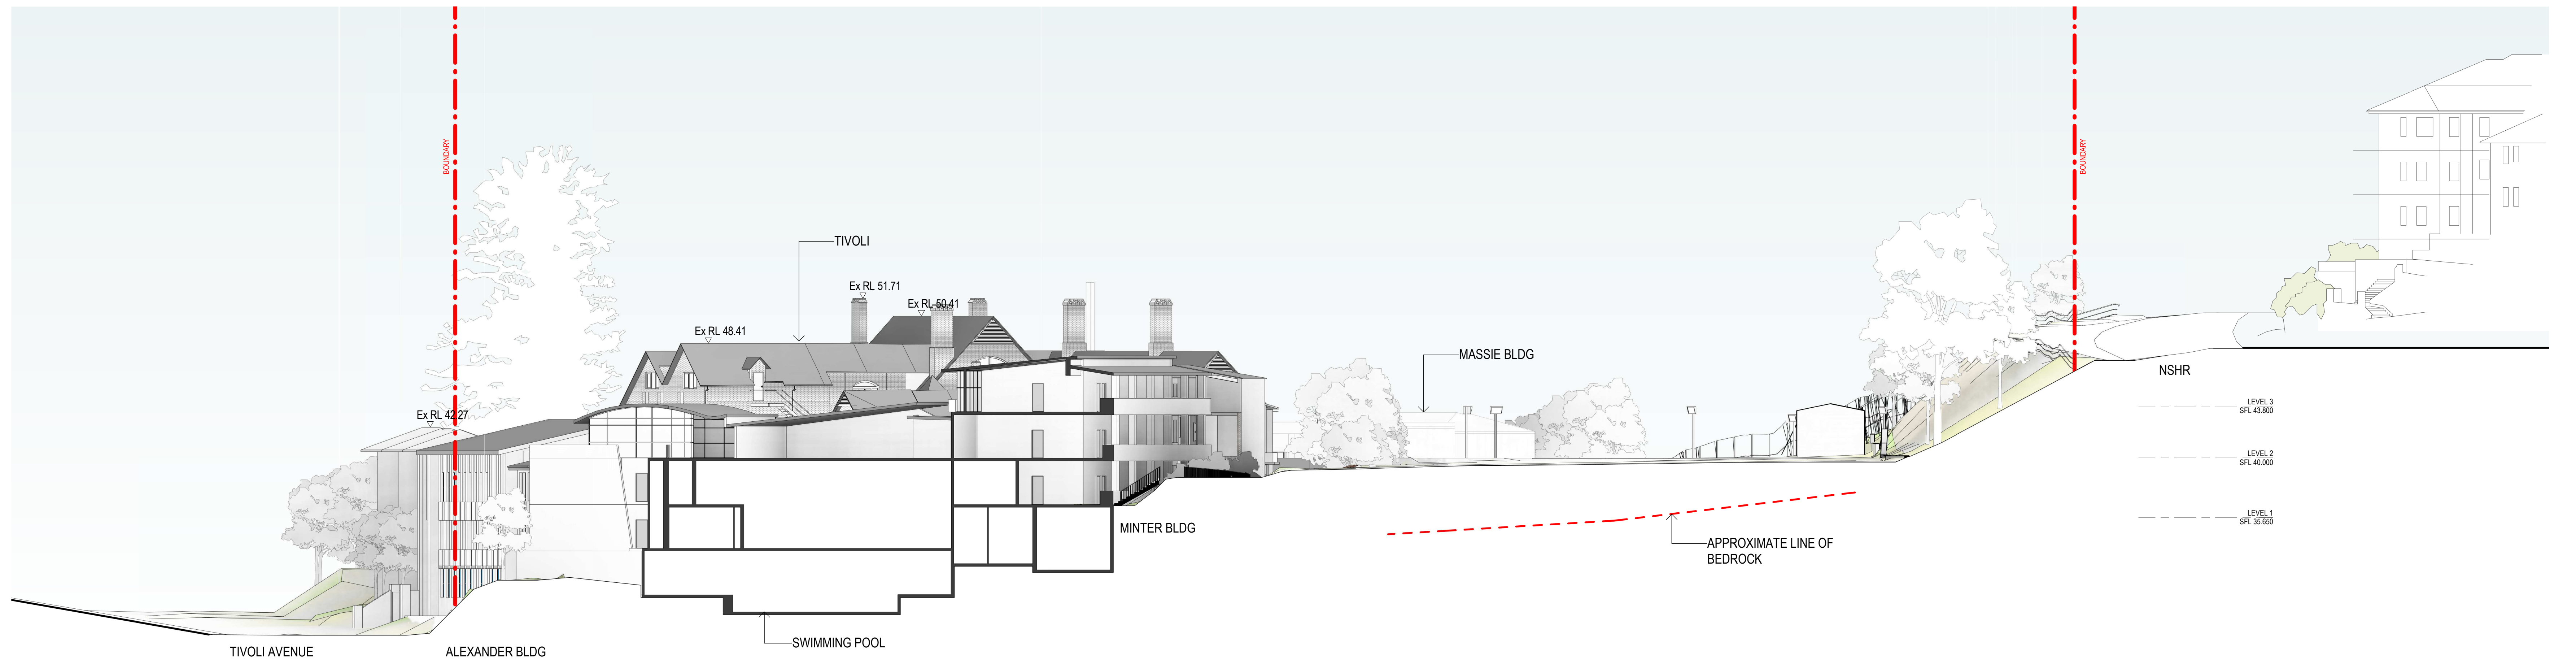 BOUNDARY
BOUNDARY
TIVOLI
Ex RL 51.71
Ex RL 50.41
Ex RL 48.41
MASSIE BLDG
NSHR
Ex RL 42.27
LEVEL 3
SFL 43.800
LEVEL 2
SFL 40.000
LEVEL 1
SFL 35.650
MINTER BLDG
APPROXIMATE LINE OF
BEDROCK
SWIMMING POOL
TIVOLI AVENUE
ALEXANDER BLDG